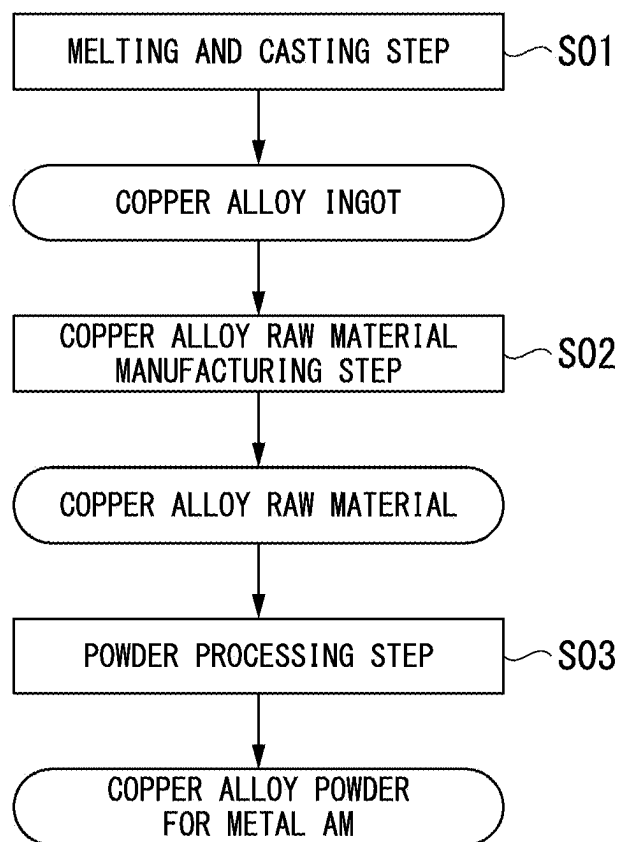 MELTING AND CASTING STEP S01
COPPER ALLOY INGOT
COPPER ALLOY RAW MATERIAL
MANUFACTURING STEP S02
COPPER ALLOY RAW MATERIAL
POWDER PROCESSING STEP S03
COPPER ALLOY POWDER
FOR METAL AM